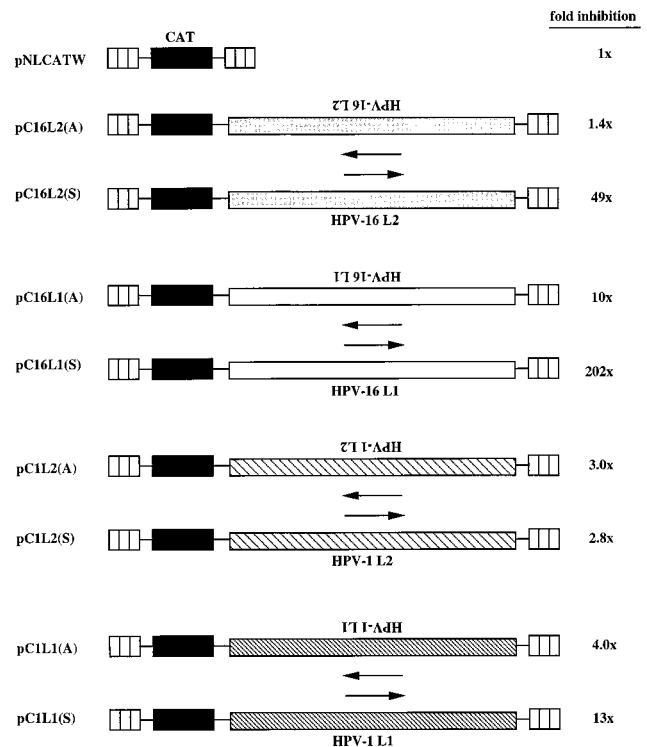 fold inhibition
CAT
pNLCATW
1x
HPV-16 L2
pC16L2(A)
1.4x
pC16L2(S)
49x
HPV-16 L2
HPV-16 L1
pC16L1(A)
10x
pC16L1(S)
202x
HPV-16 L1
HPV-1 L2
pC1L2(A)
3.0x
pC1L2(S)
2.8x
HPV-1 L2
HPV-1 L1
pC1L1(A)
4.0x
pC1L1(S)
13x
HPV-1 L1